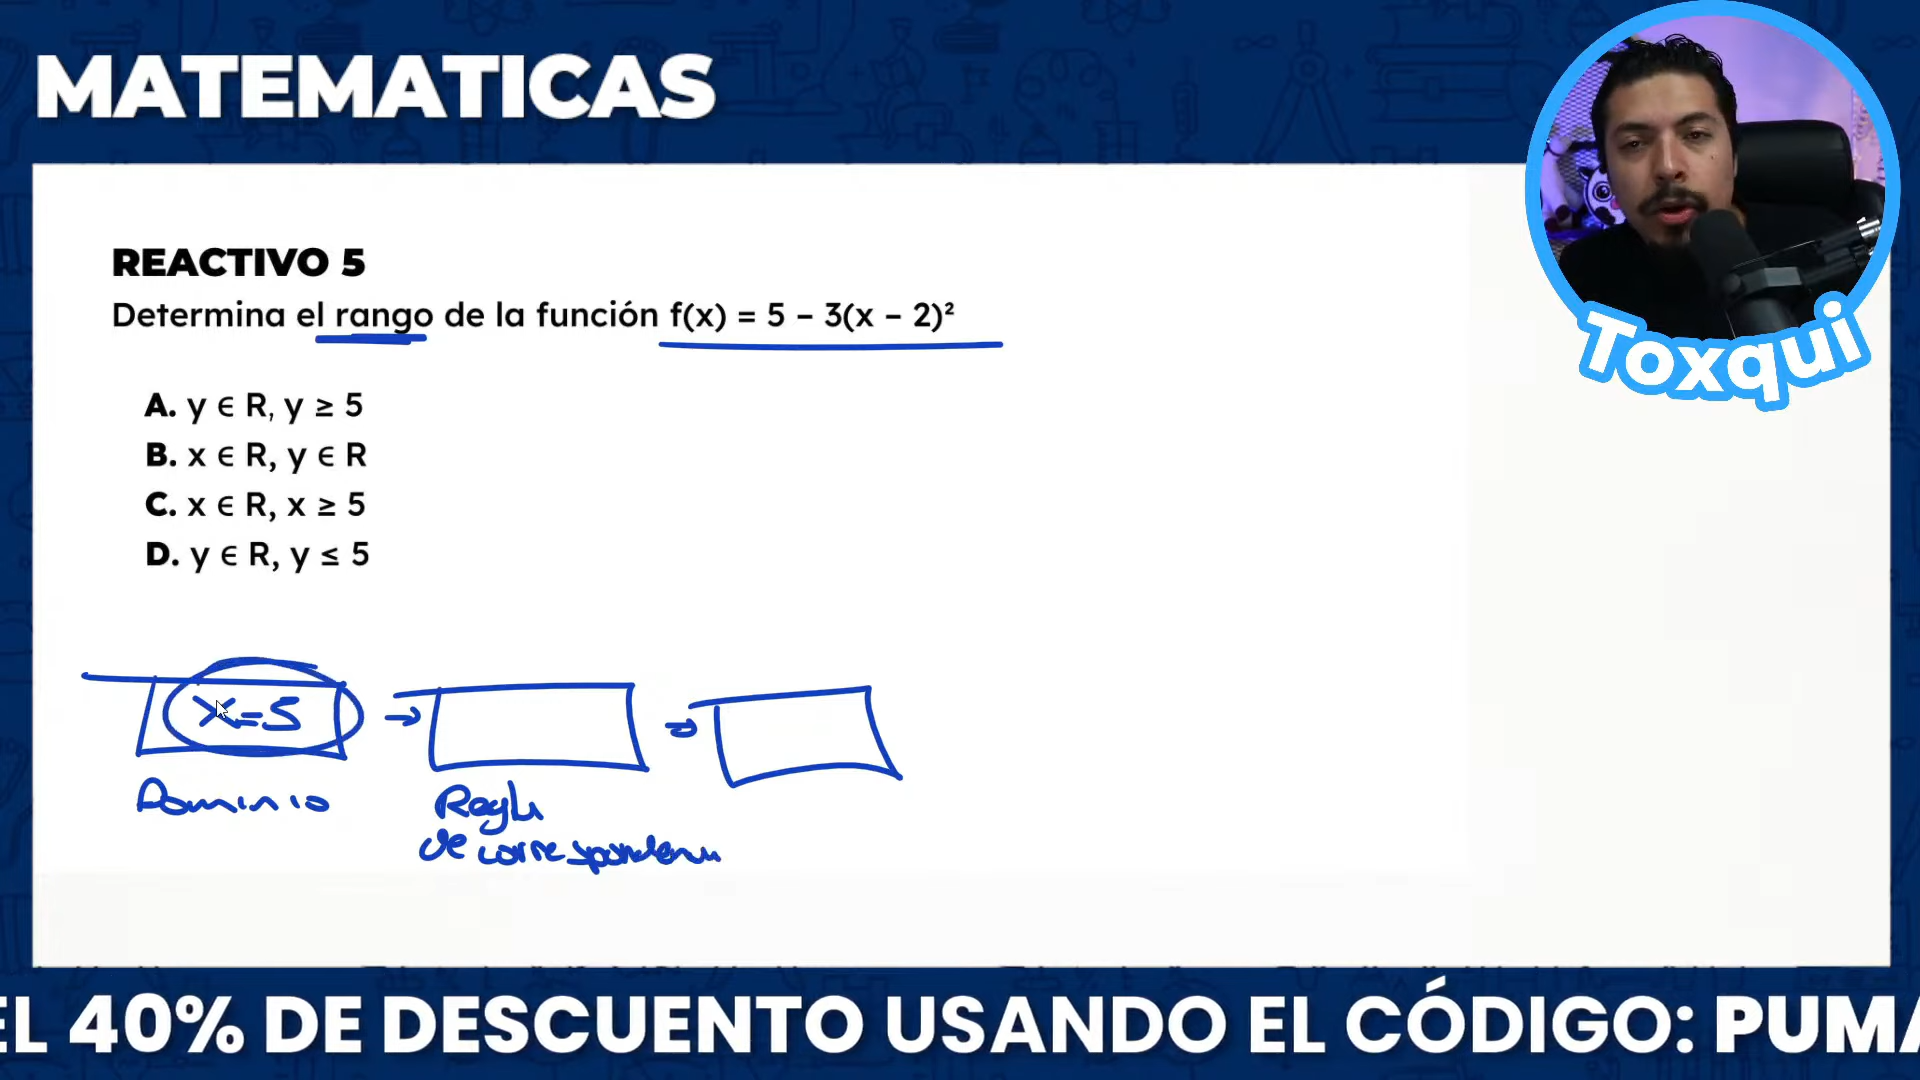 MATEMATICAS
Toxqui
REACTIVO 5
Determina el rango de la función f(x) = 5 – 3(x – 2)²
A. y ∈ R, y ≥ 5
B. x ∈ R, y ∈ R
C. x ∈ R, x ≥ 5
D. y ∈ R, y ≤ 5
x=5
Dominio
Regla
de correspondencia
EL 40% DE DESCUENTO USANDO EL CÓDIGO: PUMA